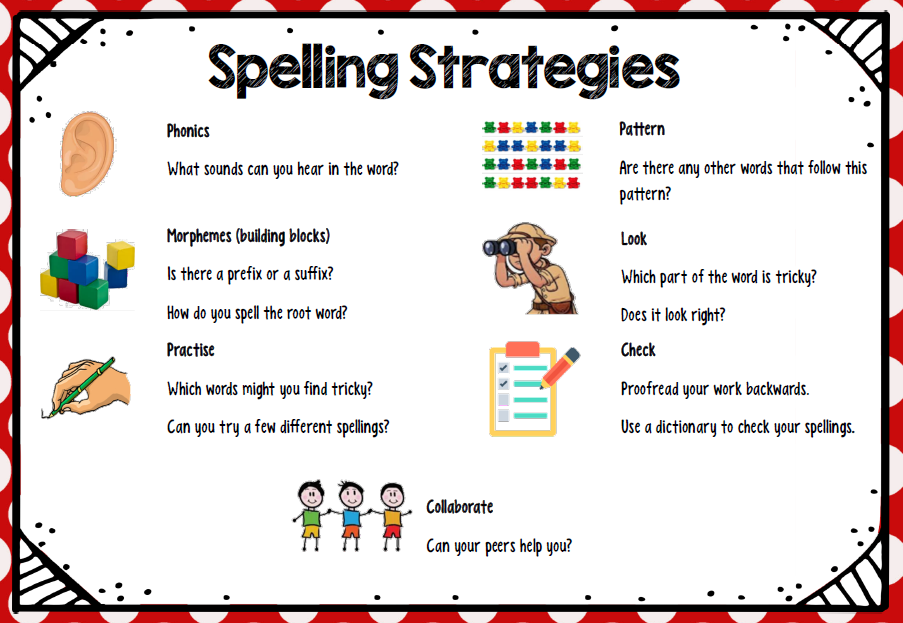 Spelling Strategies
Phonics
What sounds can you hear in the word?
Morphemes (building blocks)
Is there a prefix or a suffix?
How do you spell the root word?
Practise
Which words might you find tricky?
Can you try a few different spellings?
Pattern
Are there any other words that follow this
pattern?
Look
Which part of the word is tricky?
Does it look right?
Check
Proofread your work backwards.
Use a dictionary to check your spellings.
Collaborate
Can your peers help you?